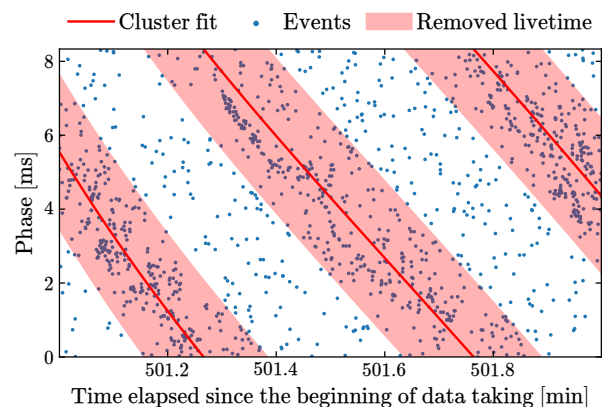 Cluster fit Events Removed livetime
8
6
4
2
0
Phase [ms]
501.2 501.4 501.6 501.8
Time elapsed since the beginning of data taking [min]